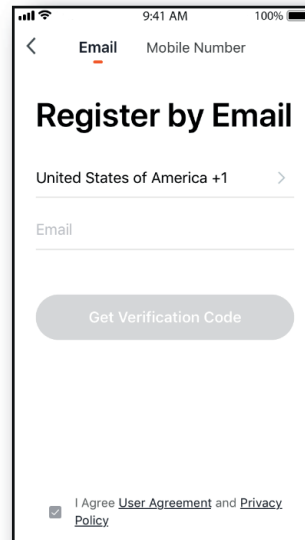 9:41 AM 100%
Email Mobile Number
Register by Email
United States of America +1
Email
Get Verification Code
I Agree User Agreement and Privacy
Policy